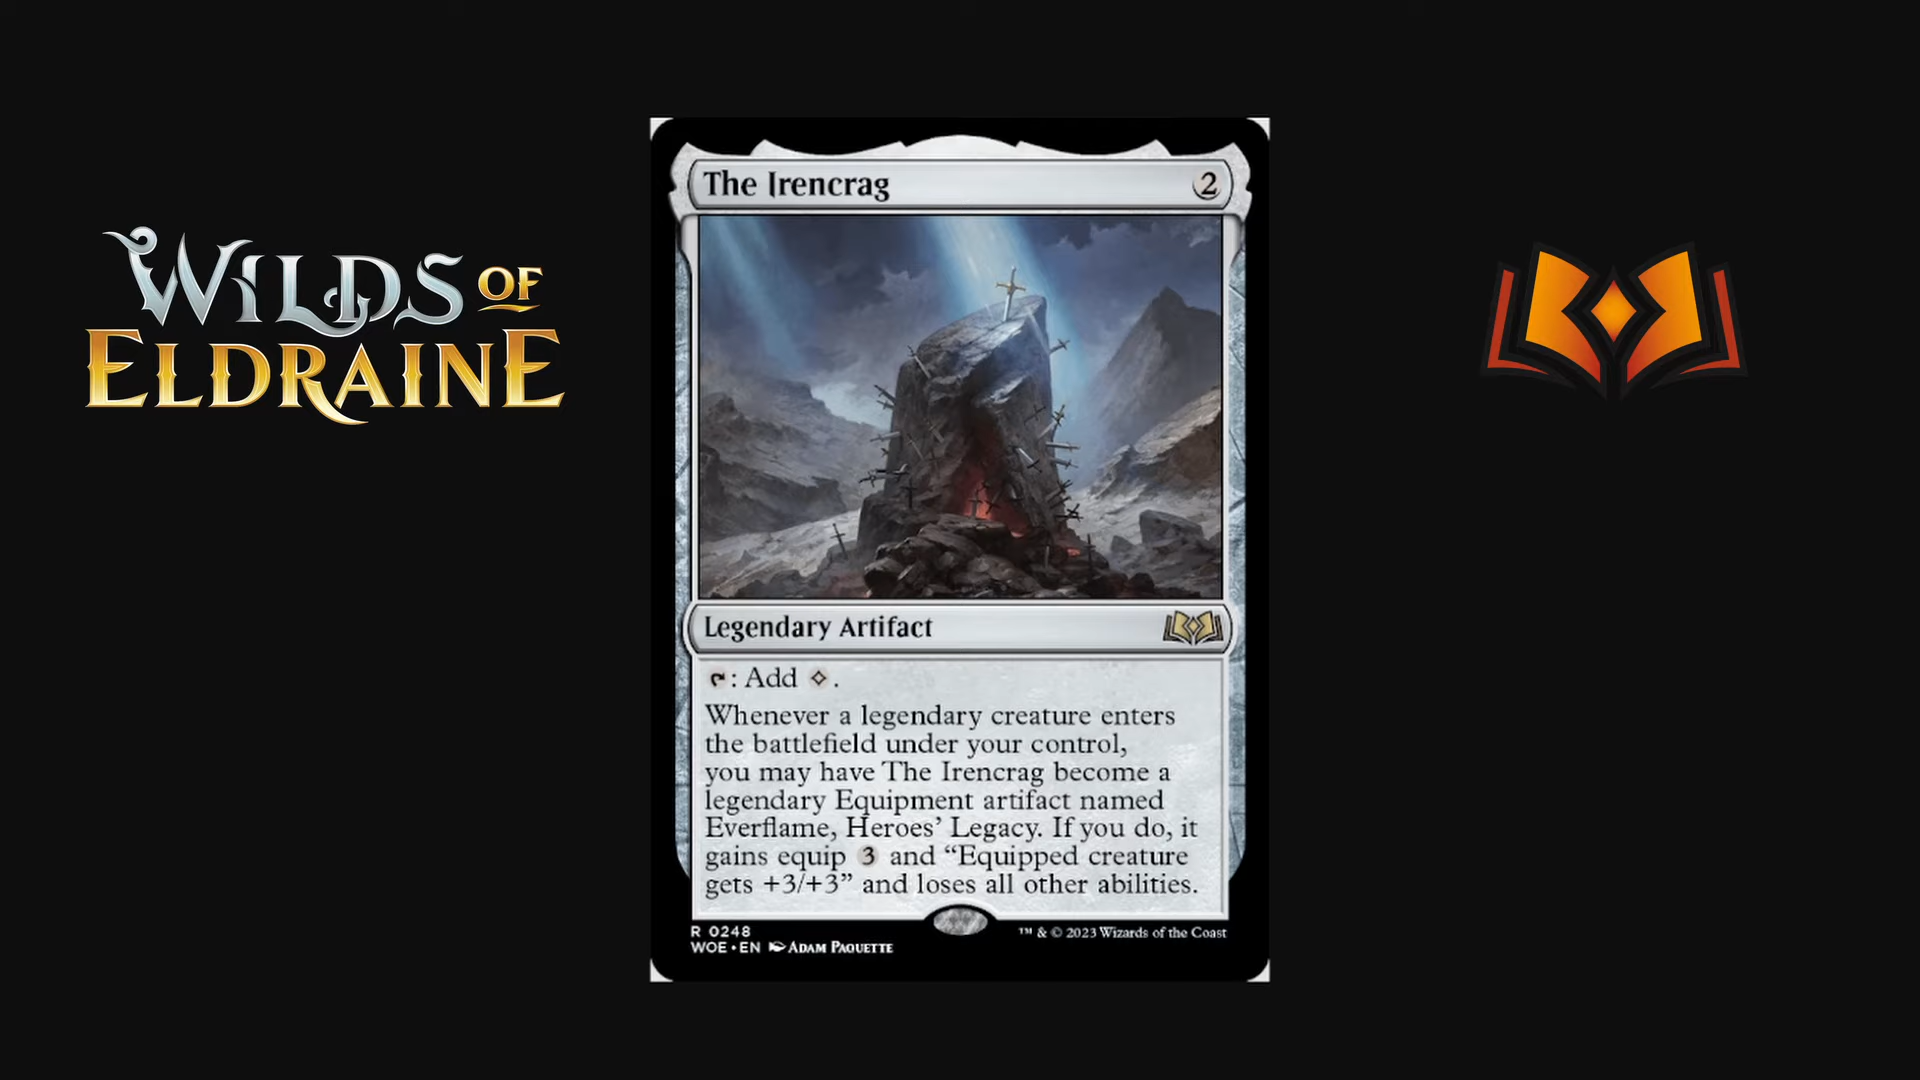 WILDS OF
ELDRAINE
The Irencrag 2
Legendary Artifact
: Add .
Whenever a legendary creature enters
the battlefield under your control,
you may have The Irencrag become a
legendary Equipment artifact named
Everflame, Heroes’ Legacy. If you do, it
gains equip 3 and “Equipped creature
gets +3/+3” and loses all other abilities.
R 0248
WOE • EN ADAM PAQUETTE
™ & © 2023 Wizards of the Coast